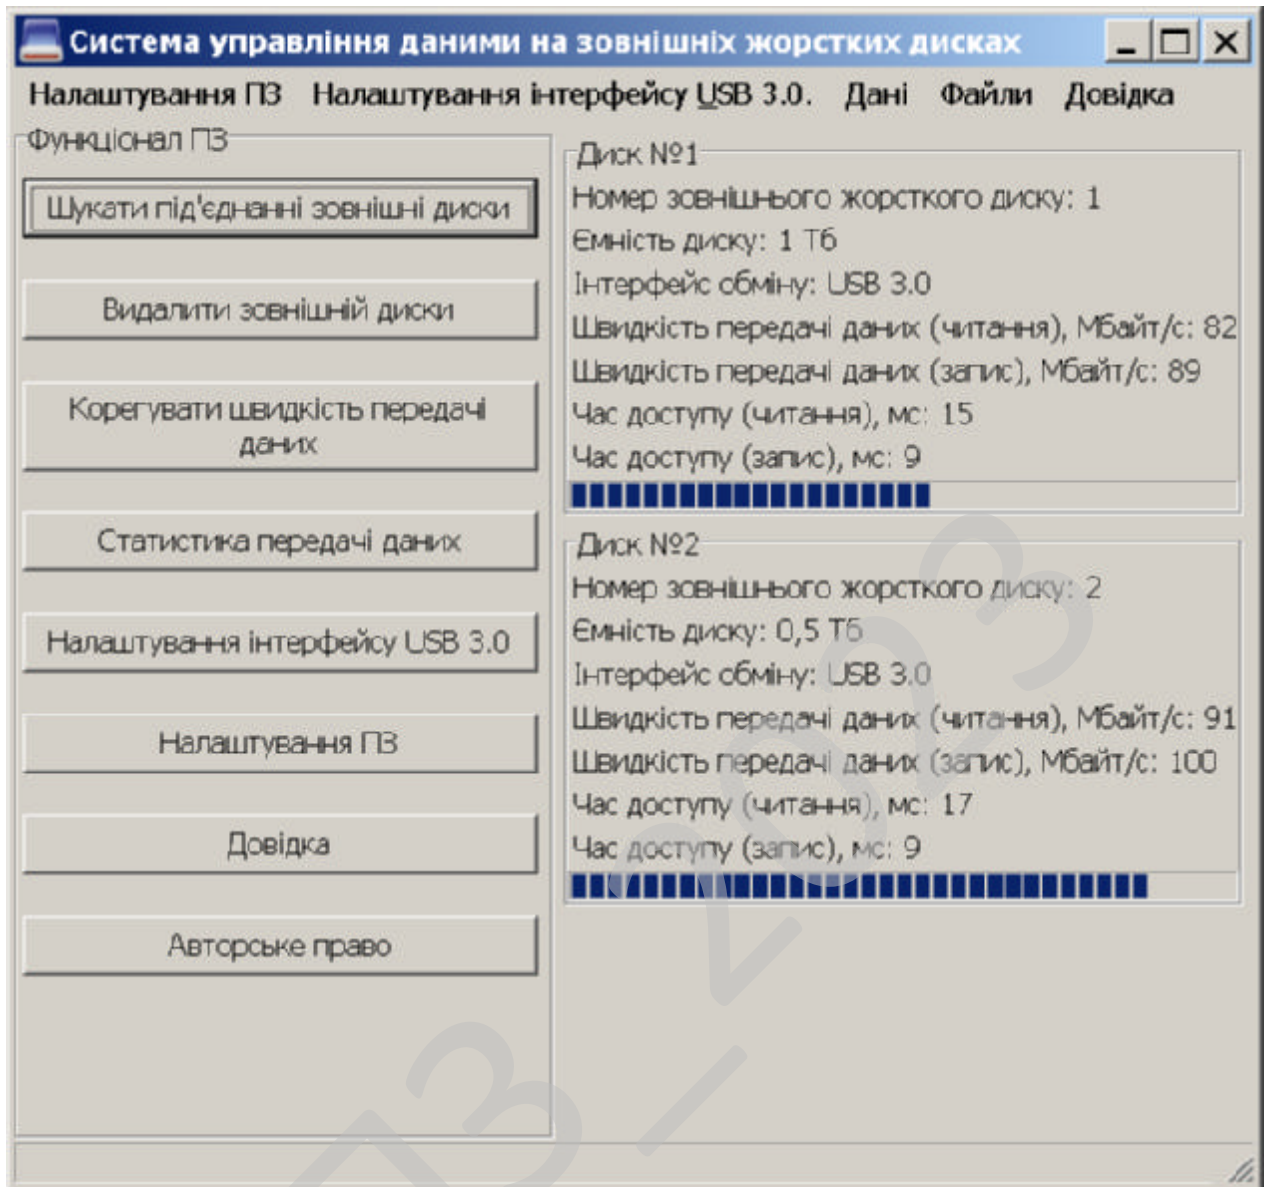 Система управління даними на зовнішніх жорстких дисках
Налаштування ПЗ Налаштування інтерфейсу USB 3.0. Дані Файли Довідка
Функціонал ПЗ
Шукати під'єднанні зовнішні диски
Видалити зовнішній диски
Корегувати швидкість передачі
даних
Статистика передачі даних
Налаштування інтерфейсу USB 3.0
Налаштування ПЗ
Довідка
Авторське право
Диск №1
Номер зовнішнього жорсткого диску: 1
Ємність диску: 1 Тб
Інтерфейс обміну: USB 3.0
Швидкість передачі даних (читання), Мбайт/с: 82
Швидкість передачі даних (запис), Мбайт/с: 89
Час доступу (читання), мс: 15
Час доступу (запис), мс: 9
Диск №2
Номер зовнішнього жорсткого диску: 2
Ємність диску: 0,5 Тб
Інтерфейс обміну: USB 3.0
Швидкість передачі даних (читання), Мбайт/с: 91
Швидкість передачі даних (запис), Мбайт/с: 100
Час доступу (читання), мс: 17
Час доступу (запис), мс: 9